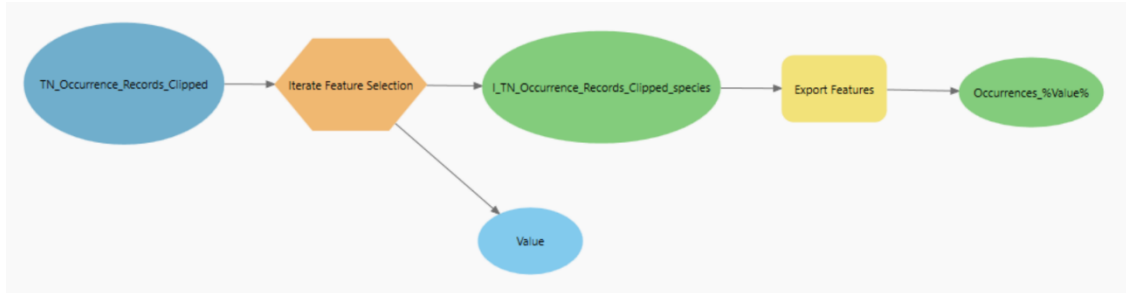 TN_Occurrence_Records_Clipped
Iterate Feature Selection
I_TN_Occurrence_Records_Clipped_species
Export Features
Occurrences_%Value%
Value